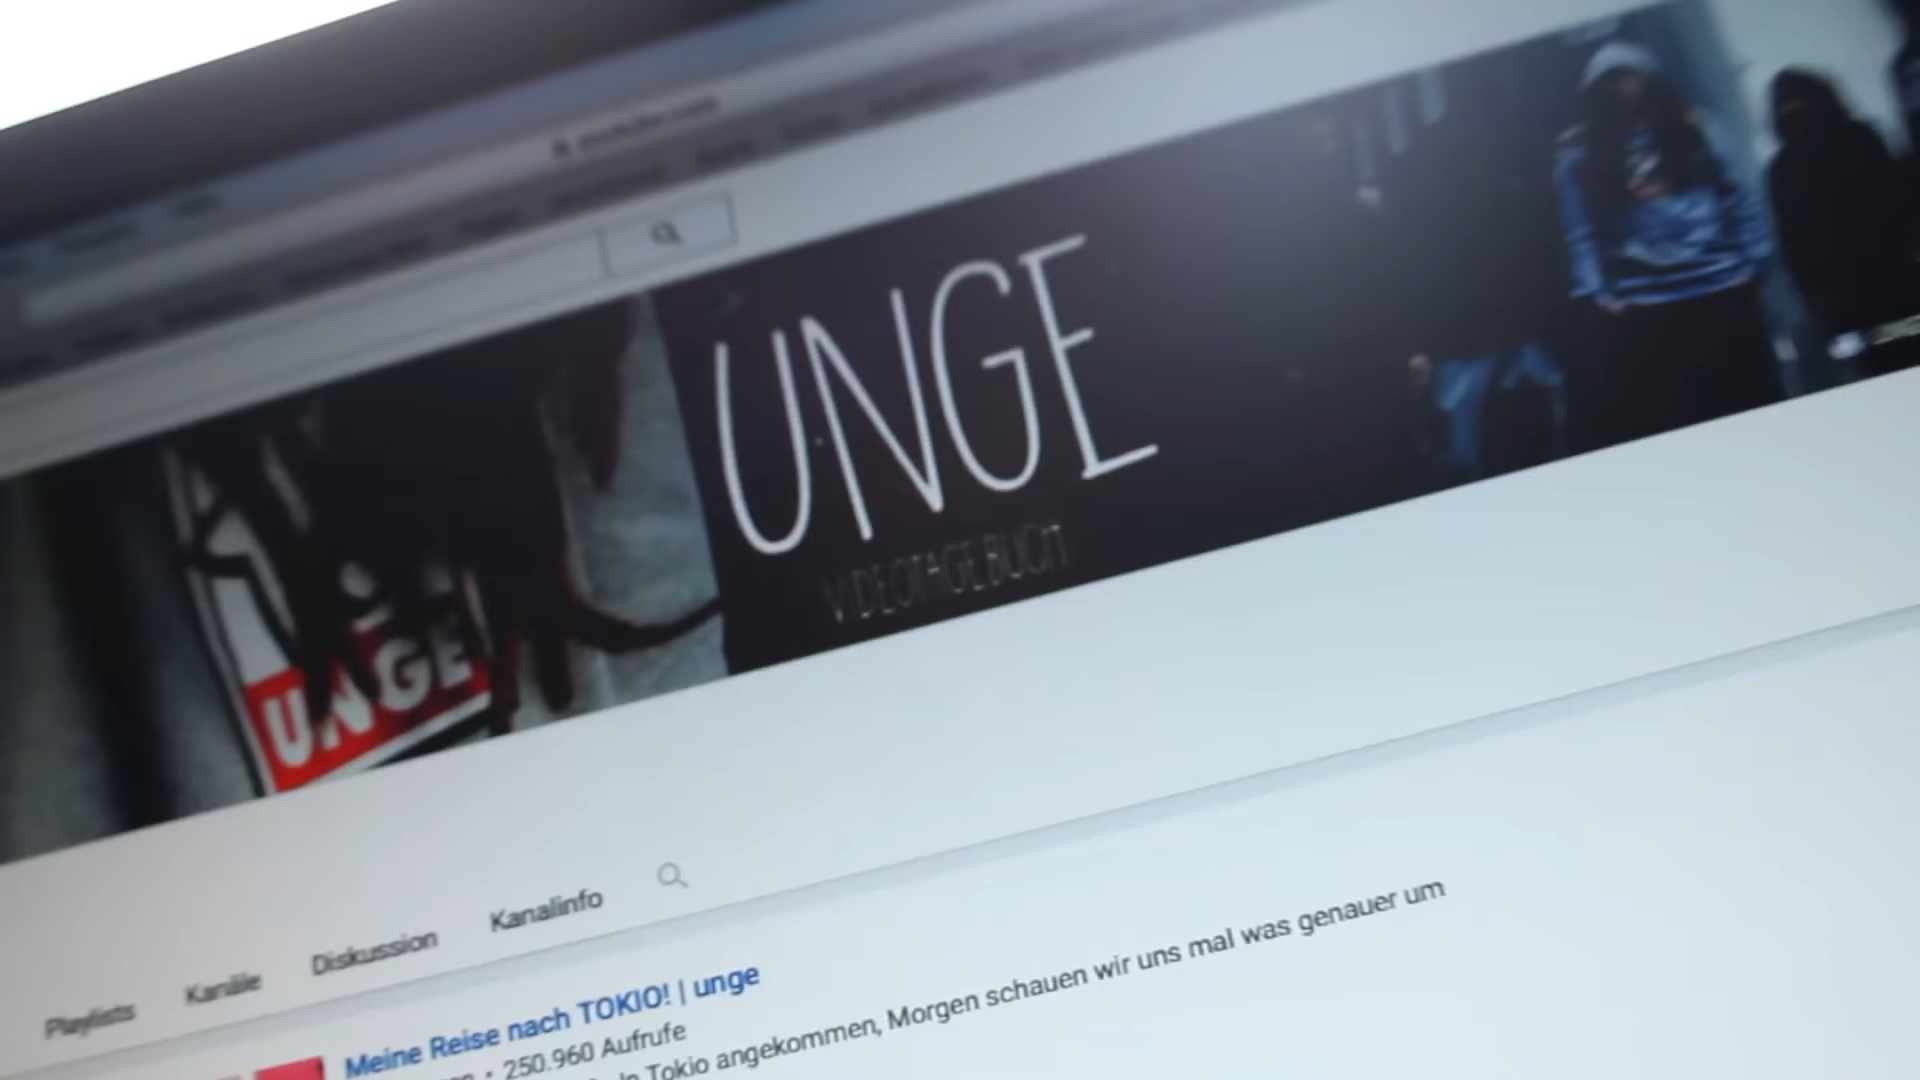 UNGE
VIDEOTAGEBUCH
UNGE
Playlists Kanäle Diskussion Kanalinfo
Meine Reise nach TOKIO! | unge
• 250.960 Aufrufe
In Tokio angekommen, Morgen schauen wir uns mal was genauer um